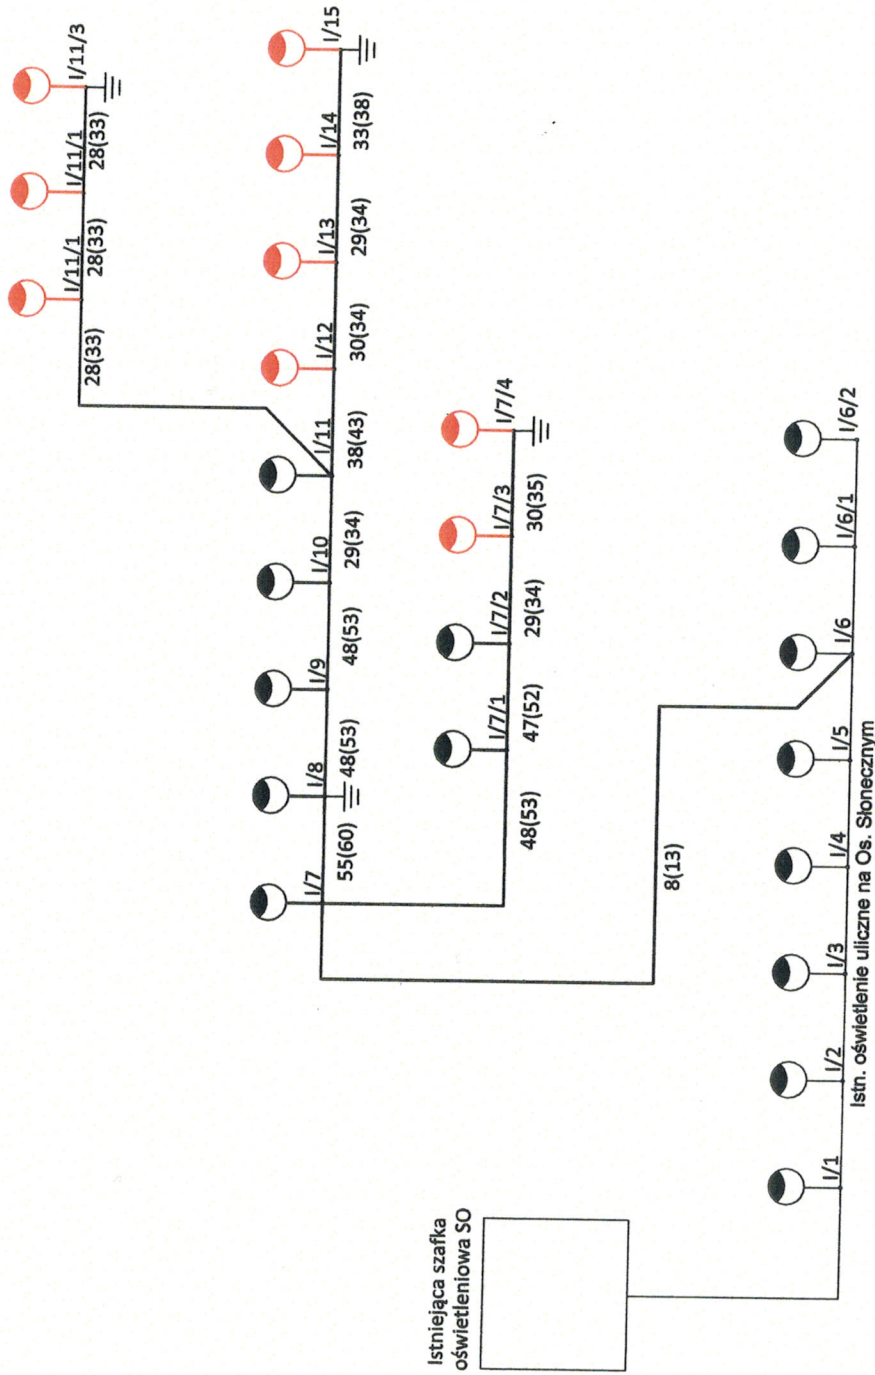 I/11/1
I/11/1
I/11/3
28(33)
28(33)
28(33)
I/7
I/8
I/9
I/10
I/11
I/12
I/13
I/14
I/15
55(60)
48(53)
48(53)
29(34)
38(43)
30(34)
29(34)
33(38)
I/7/1
I/7/2
I/7/3
I/7/4
48(53)
47(52)
29(34)
30(35)
8(13)
Istniejąca szafka
oświetleniowa SO
I/1
I/2
I/3
I/4
I/5
I/6
I/6/1
I/6/2
Istn. oświetlenie uliczne na Os. Słonecznym